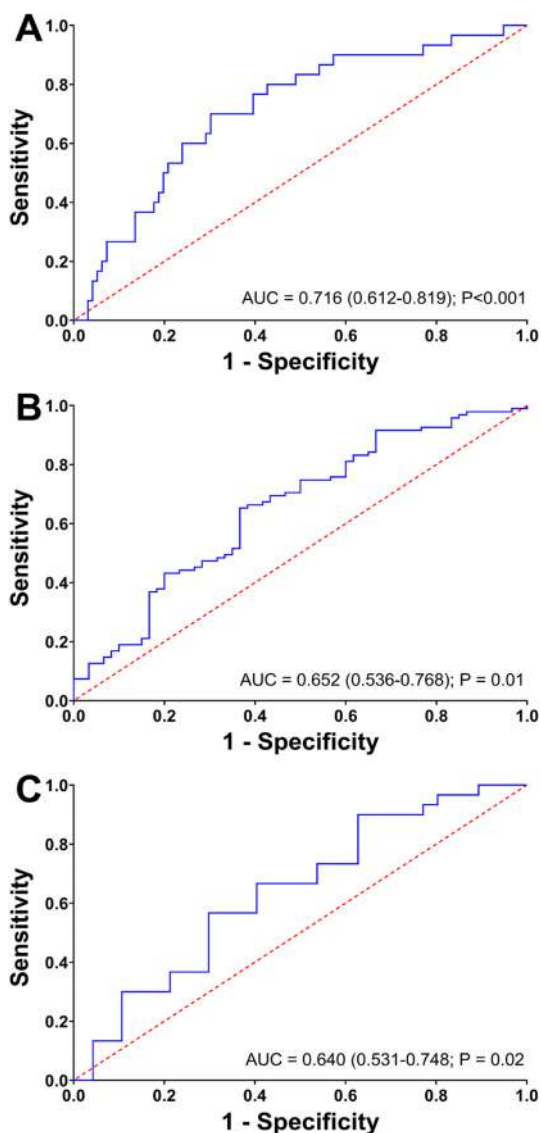 A
Sensitivity
1.0
0.8
0.6
0.4
0.2
0.0
AUC = 0.716 (0.612-0.819); P<0.001
0.0 0.2 0.4 0.6 0.8 1.0
1 - Specificity
B
Sensitivity
1.0
0.8
0.6
0.4
0.2
0.0
AUC = 0.652 (0.536-0.768); P = 0.01
0.0 0.2 0.4 0.6 0.8 1.0
1 - Specificity
C
Sensitivity
1.0
0.8
0.6
0.4
0.2
0.0
AUC = 0.640 (0.531-0.748; P = 0.02
0.0 0.2 0.4 0.6 0.8 1.0
1 - Specificity